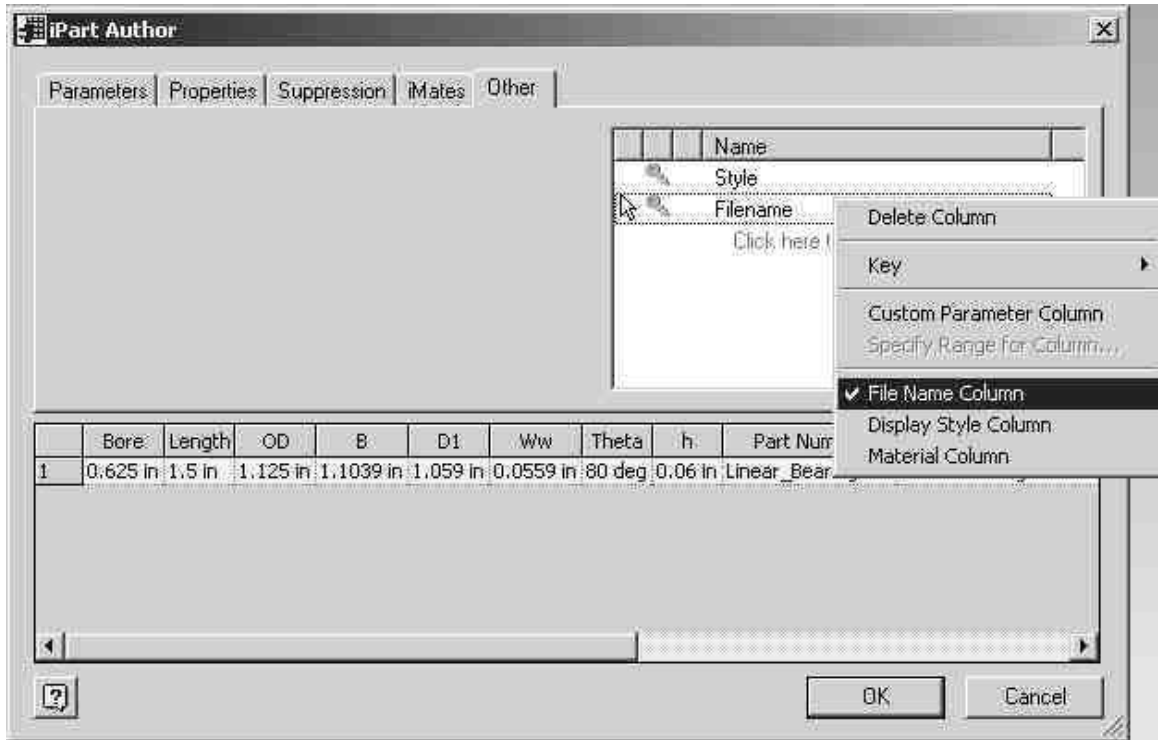 iPart Author
Parameters Properties Suppression iMates Other
Name
Style
Filename
Click here
Delete Column
Key
Custom Parameter Column
Specify Range for Column...
File Name Column
Display Style Column
Material Column
Bore Length OD B D1 Ww Theta h Part Num
1 0.625 in 1.5 in 1.125 in 1.1039 in 1.059 in 0.0559 in 80 deg 0.06 in Linear_Bear
OK Cancel